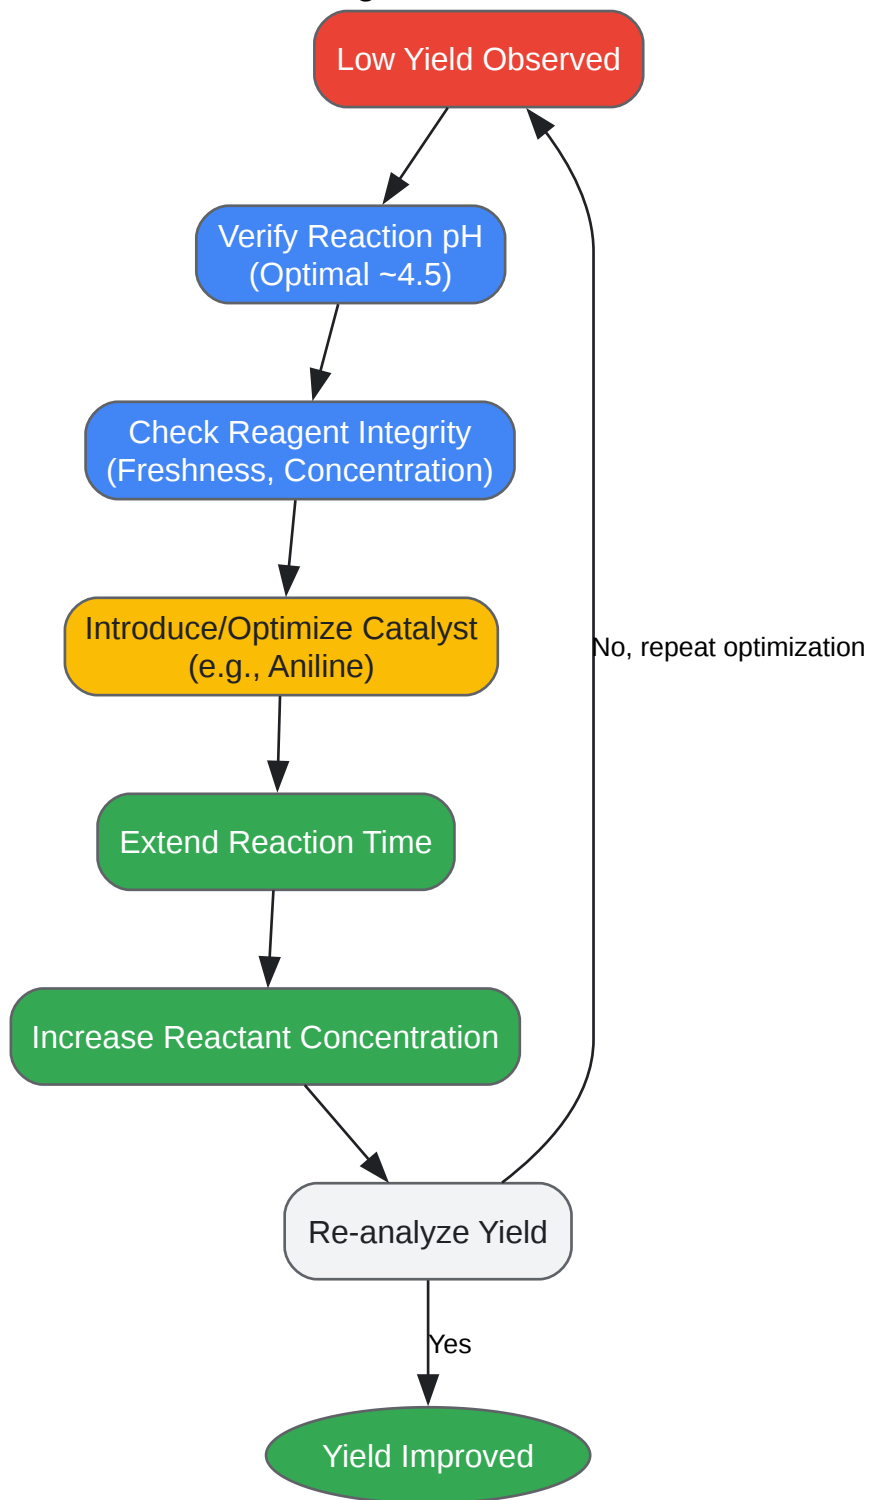 Low Yield Observed
Verify Reaction pH
(Optimal ~4.5)
Check Reagent Integrity
(Freshness, Concentration)
Introduce/Optimize Catalyst
(e.g., Aniline)
No, repeat optimization
Extend Reaction Time
Increase Reactant Concentration
Re-analyze Yield
Yes
Yield Improved